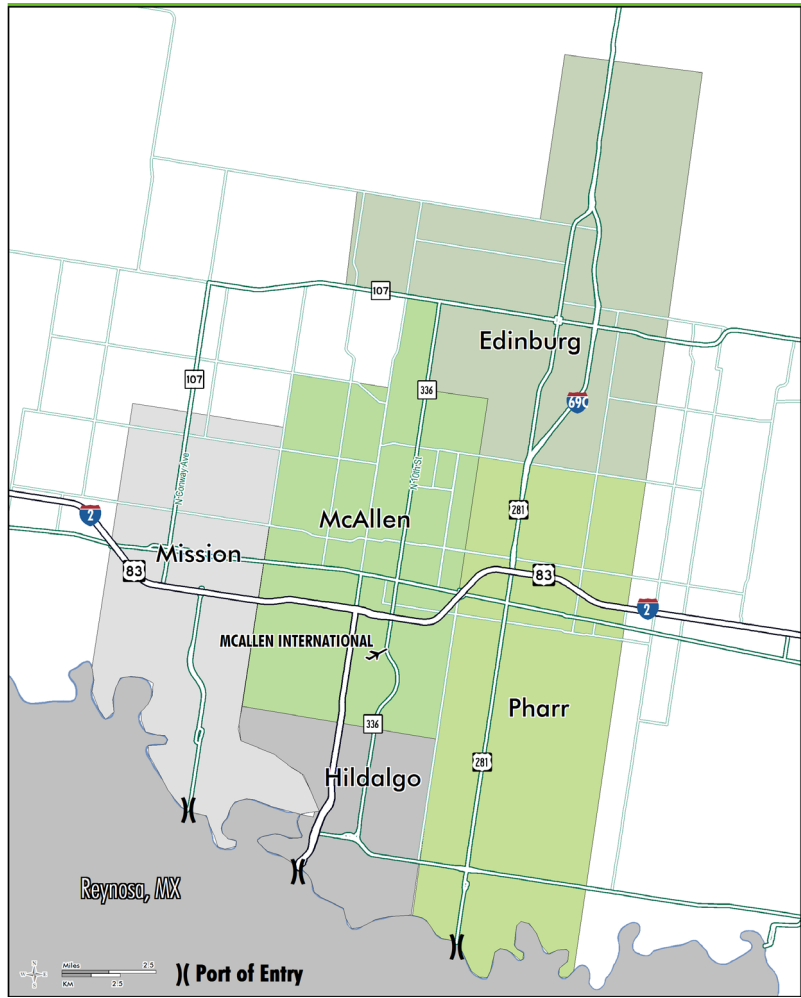 107
Edinburg
107
336
69C
N Conway Ave
N 10th St
281
McAllen
2
Mission
83
83
2
MCALLEN INTERNATIONAL
Pharr
336
281
Hildalgo
Reynosa, MX
N
W
E
S
Miles
2.5
KM
2.5
)( Port of Entry